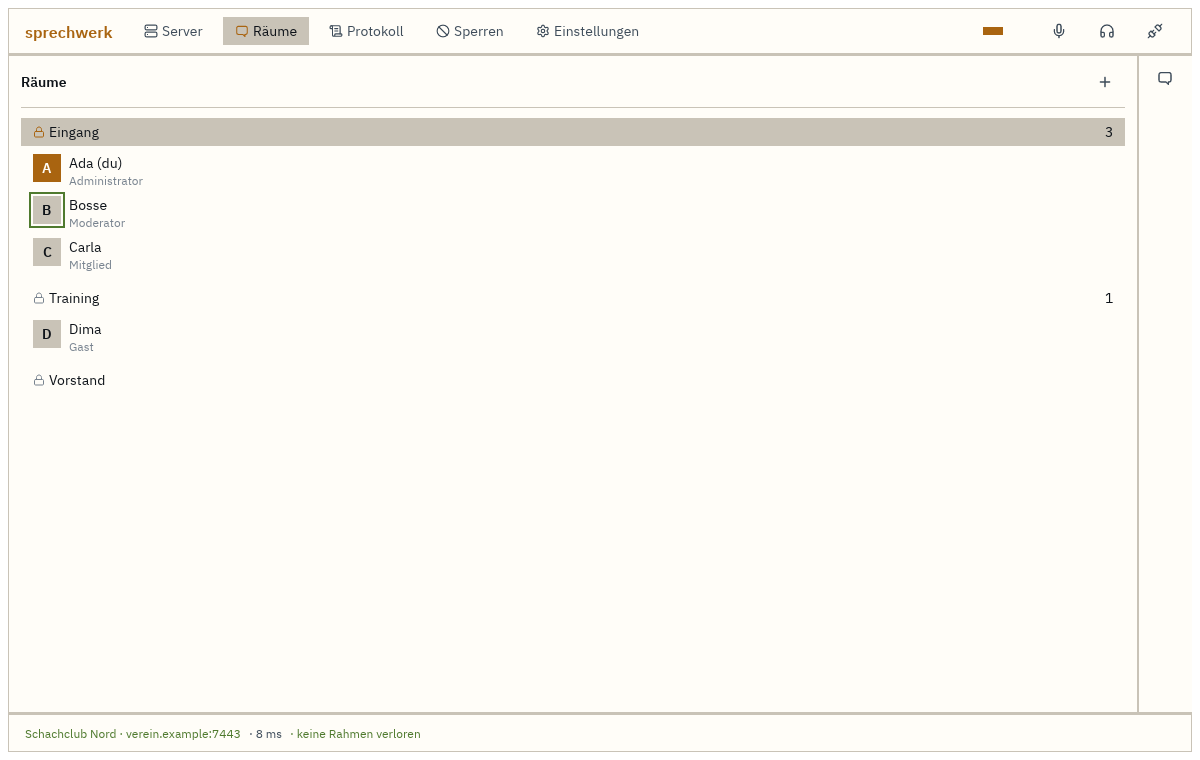 sprechwerk Server Räume Protokoll Sperren Einstellungen
Räume
Eingang 3
A Ada (du)
Administrator
B Bosse
Moderator
C Carla
Mitglied
Training 1
D Dima
Gast
Vorstand
Schachclub Nord · verein.example:7443 · 8 ms · keine Rahmen verloren